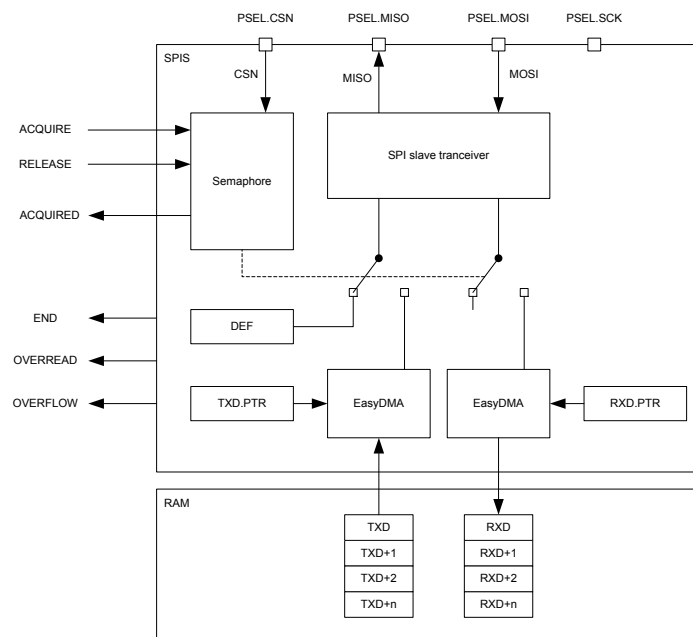 PSEL.CSN
PSEL.MISO
PSEL.MOSI
PSEL.SCK
SPIS
CSN
MISO
MOSI
ACQUIRE
RELEASE
ACQUIRED
Semaphore
SPI slave tranceiver
END
OVERREAD
OVERFLOW
DEF
TXD.PTR
EasyDMA
EasyDMA
RXD.PTR
RAM
TXD
TXD+1
TXD+2
TXD+n
RXD
RXD+1
RXD+2
RXD+n